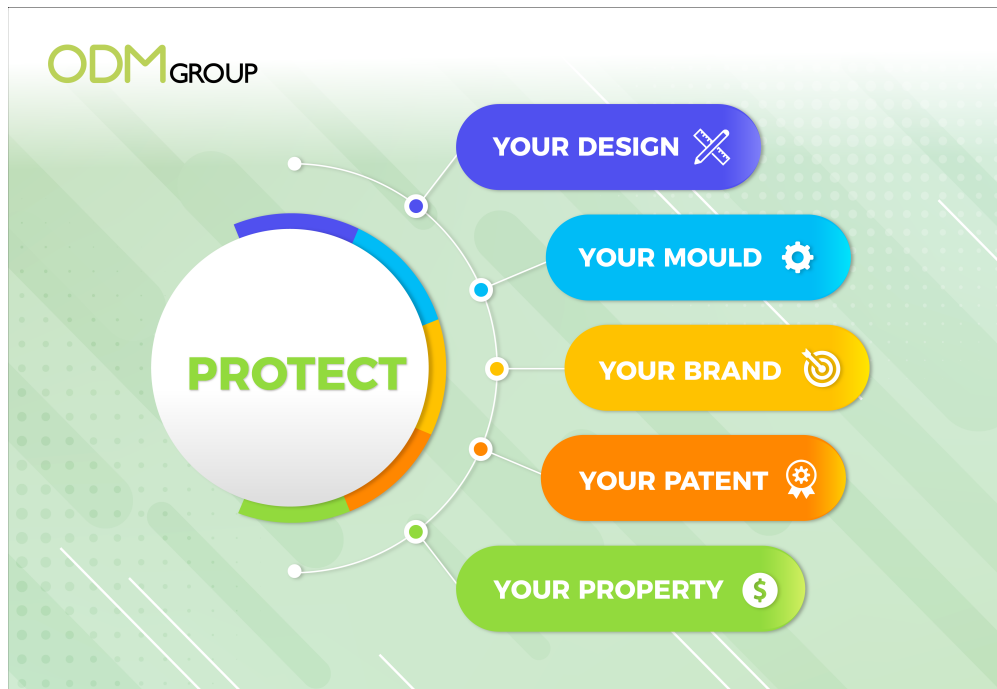 ODM GROUP
YOUR DESIGN
YOUR MOULD
PROTECT
YOUR BRAND
YOUR PATENT
YOUR PROPERTY
$